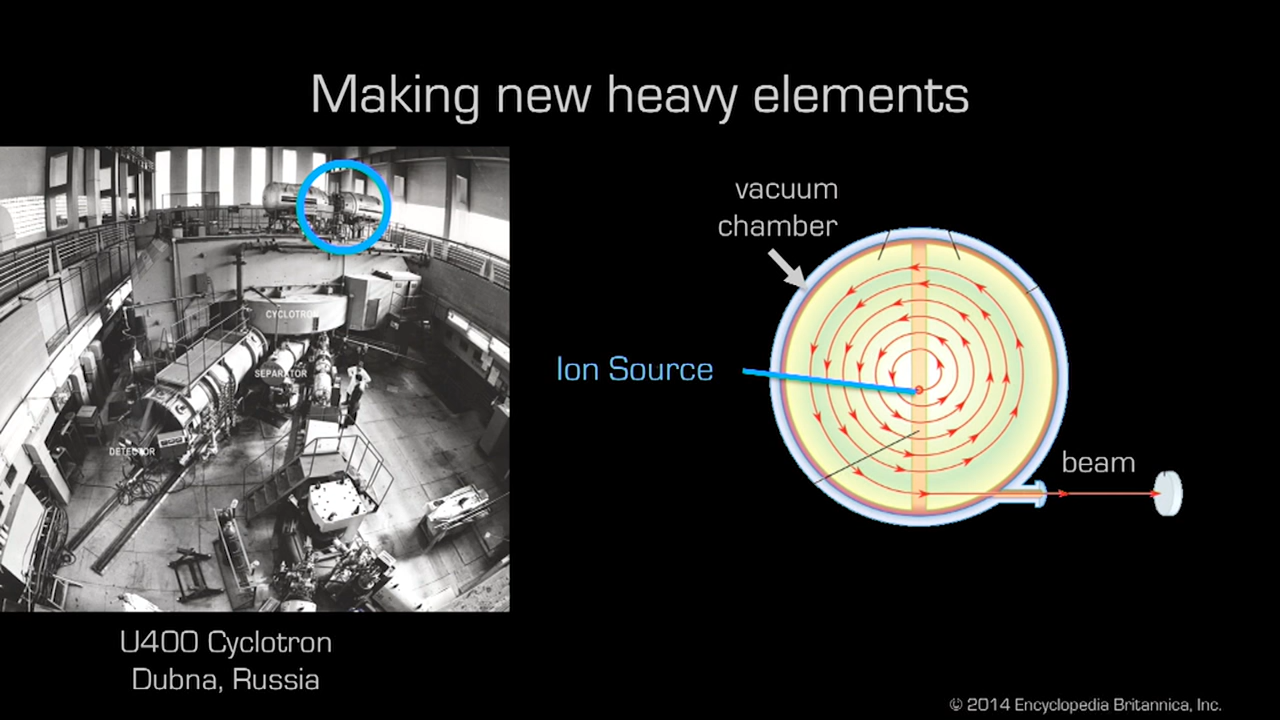 Making new heavy elements
vacuum
chamber
CYCLOTRON
Ion Source
SEPARATOR
DETECTOR
beam
U400 Cyclotron
Dubna, Russia
© 2014 Encyclopedia Britannica, Inc.